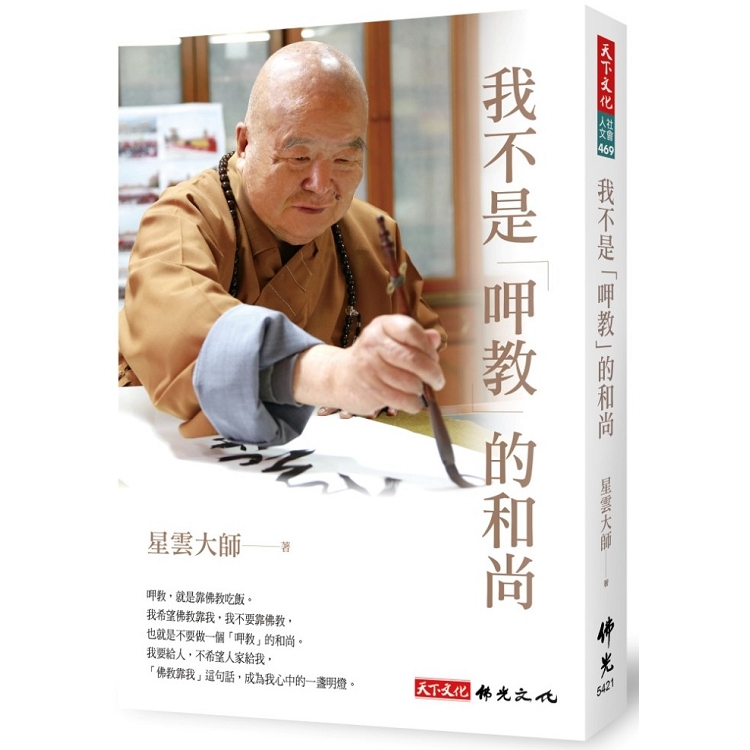 我不是「呷教」的和尚
星雲大師——著
呷教，就是靠佛教吃飯。
我希望佛教靠我，我不要靠佛教，
也就是不要做一個「呷教」的和尚。
我要給人，不希望人家給我，
「佛教靠我」這句話，成為我心中的一盞明燈。
天下文化
佛光文化
天下文化
社會
人文
469
我不是「呷教」的和尚
星雲大師——著
佛光
5421